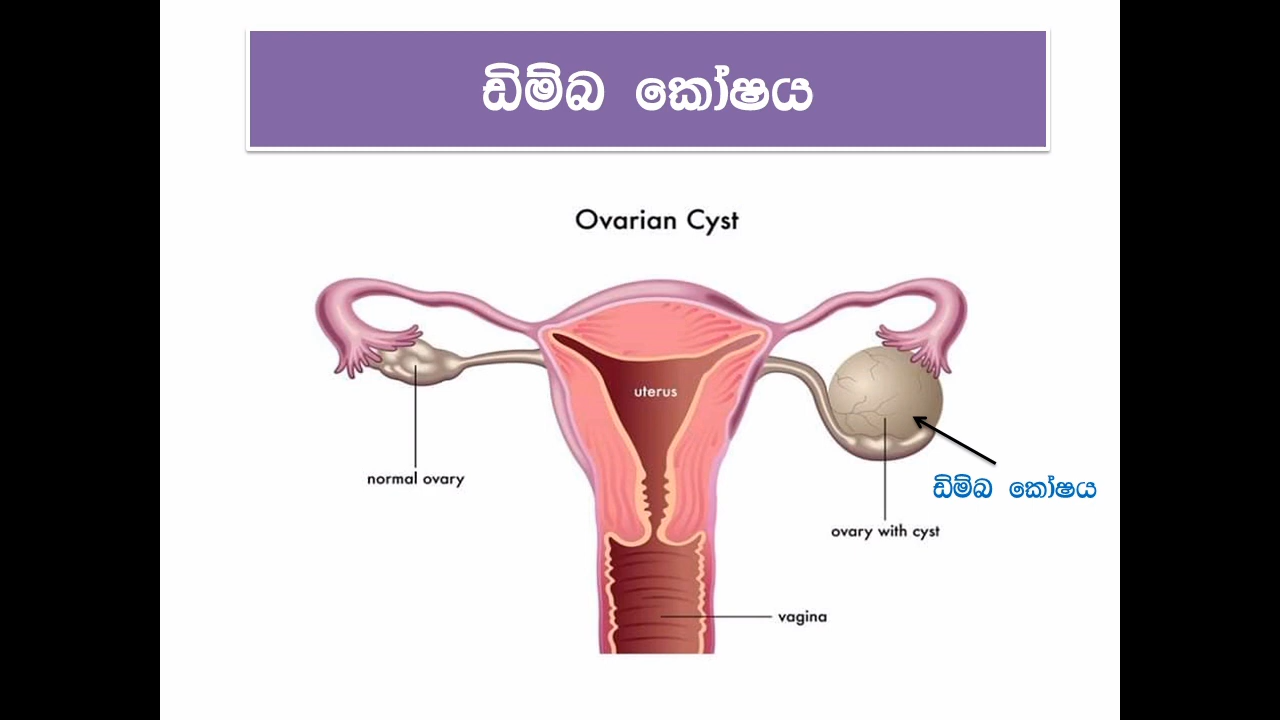 ඩිම්බ කෝෂය
Ovarian Cyst
uterus
normal ovary
ඩිම්බ කෝෂය
ovary with cyst
vagina